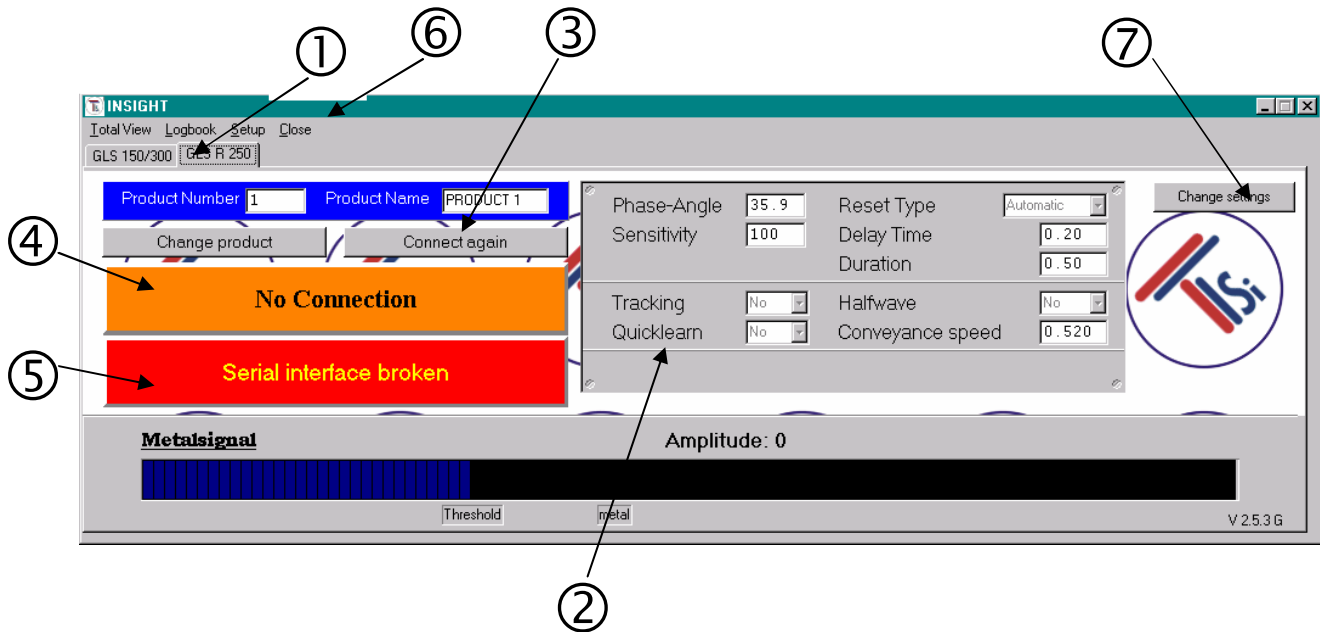 ① ⑥ ③ ⑦
INSIGHT
Total View Logbook Setup Close
GLS 150/300 GLS R 250
Product Number 1 Product Name PRODUCT 1
Change product Connect again
④ No Connection
⑤ Serial interface broken
Phase-Angle 35.9 Reset Type Automatic
Sensitivity 100 Delay Time 0.20
Duration 0.50
Tracking No Halfwave No
Quicklearn No Conveyance speed 0.520
Change settings
TiSi
Metalsignal Amplitude: 0
Threshold metal
V 2.5.3 G
②